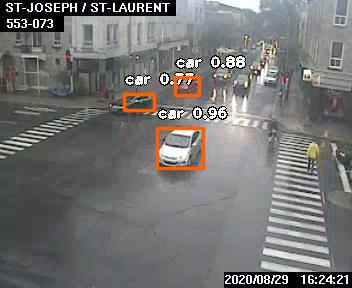 ST-JOSEPH / ST-LAURENT
553-073
car 0.88
car 0.77
car 0.96
2020/08/29 16:24:21